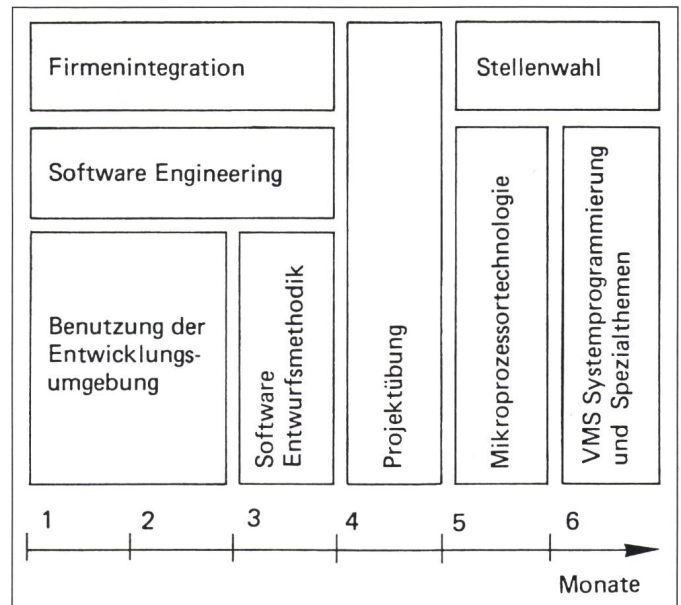 Firmenintegration
Stellenwahl
Software Engineering
Benutzung der
Entwicklungs-
umgebung
Software
Entwurfsmethodik
Projektübung
Mikroprozessortechnologie
VMS Systemprogrammierung
und Spezialthemen
1 2 3 4 5 6
Monate